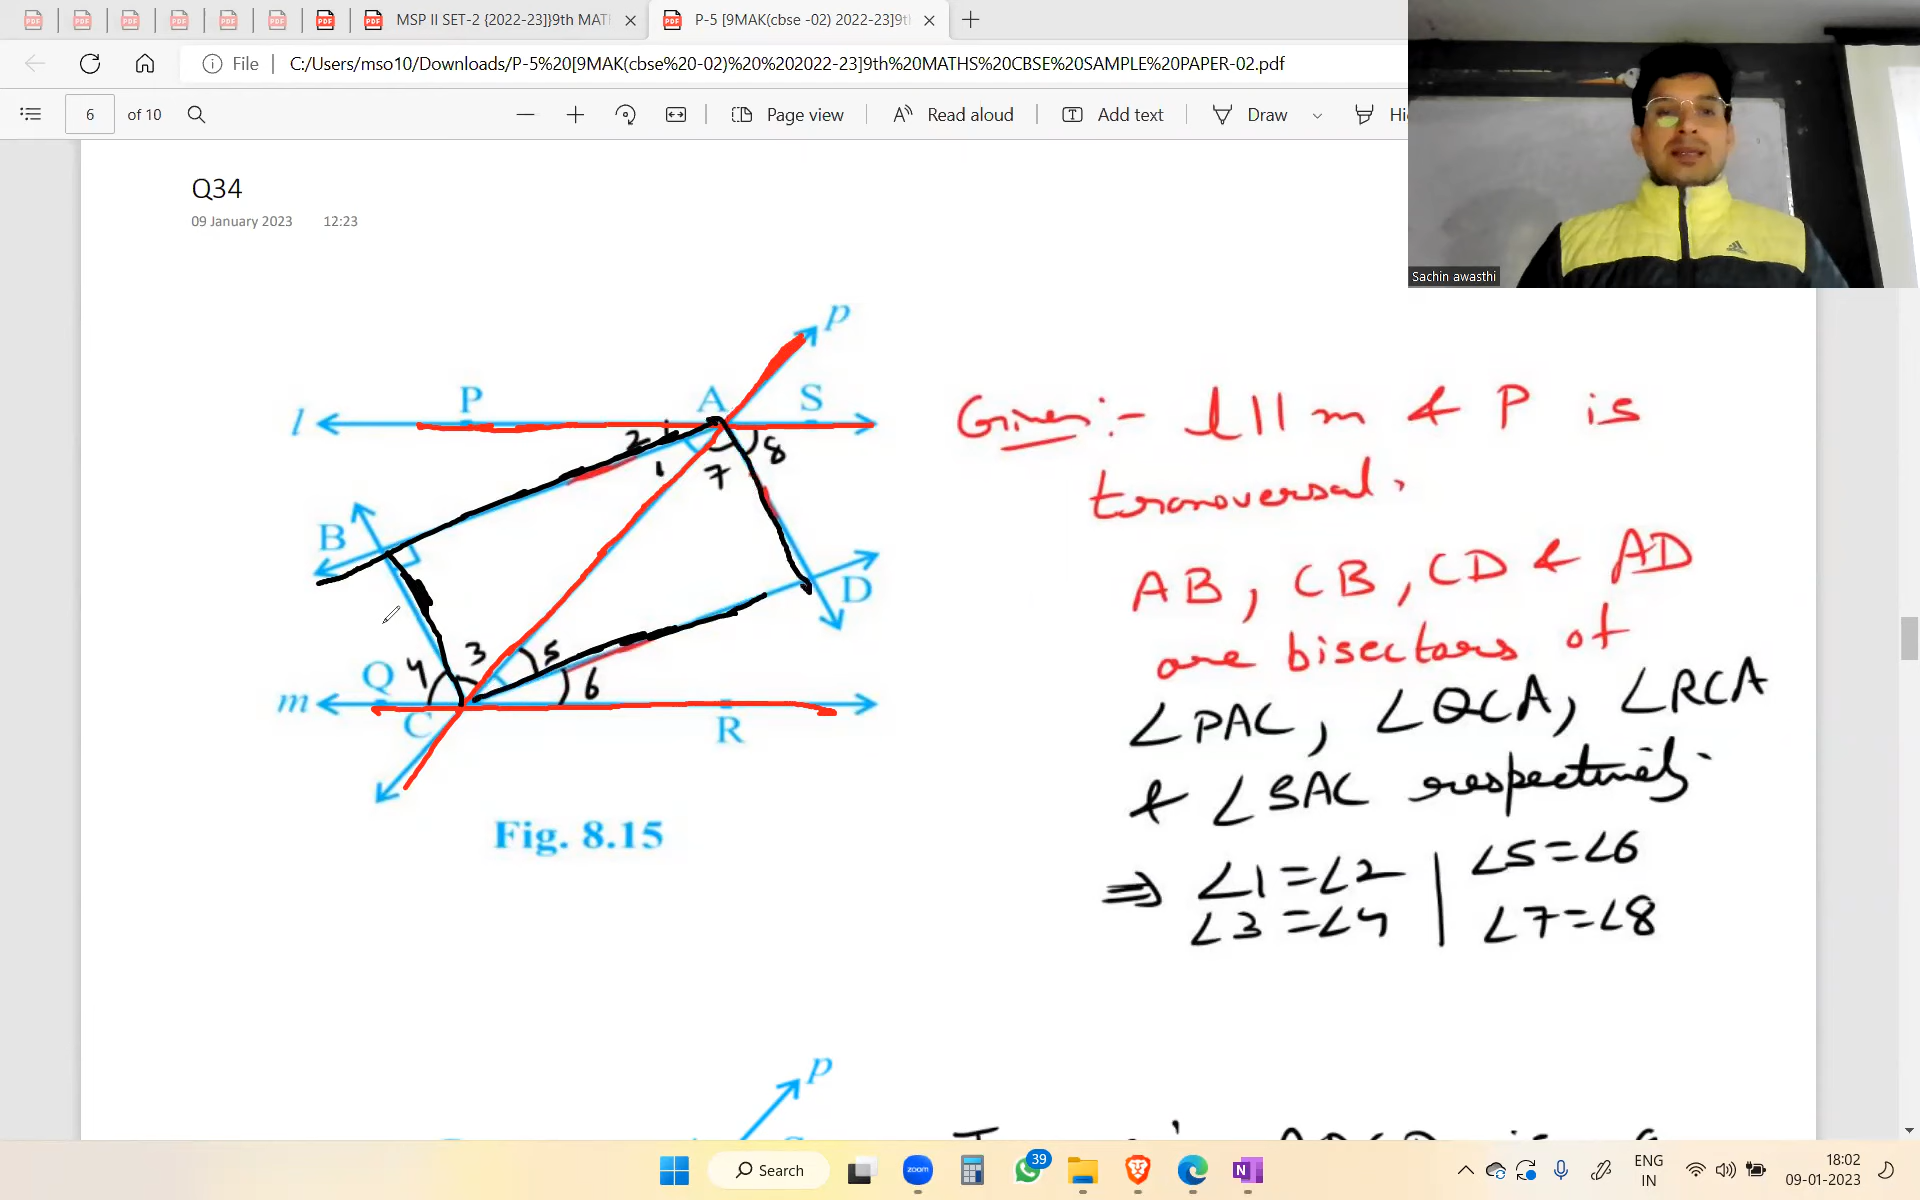 MSP II SET-2 {2022-23]}9th MAT
P-5 [9MAK(cbse -02) 2022-23]9t
File
C:/Users/mso10/Downloads/P-5%20[9MAK(cbse%20-02)%20%202022-23]9th%20MATHS%20CBSE%20SAMPLE%20PAPER-02.pdf
6 of 10
Page view
Read aloud
Add text
Draw
Hi
Sachin awasthi
Q34
09 January 2023 12:23
p
l P A S
2 1 7 8
B
D
4 3 5 6
Q
m C R
Fig. 8.15
Given:- l || m & P is
transversal.
AB, CB, CD & AD
are bisectors of
∠PAC, ∠QCA, ∠RCA
& ∠SAC respectively.
⇒ ∠1=∠2 | ∠5=∠6
∠3=∠4 | ∠7=∠8
p
Search
zoom
39
ENG
IN
18:02
09-01-2023